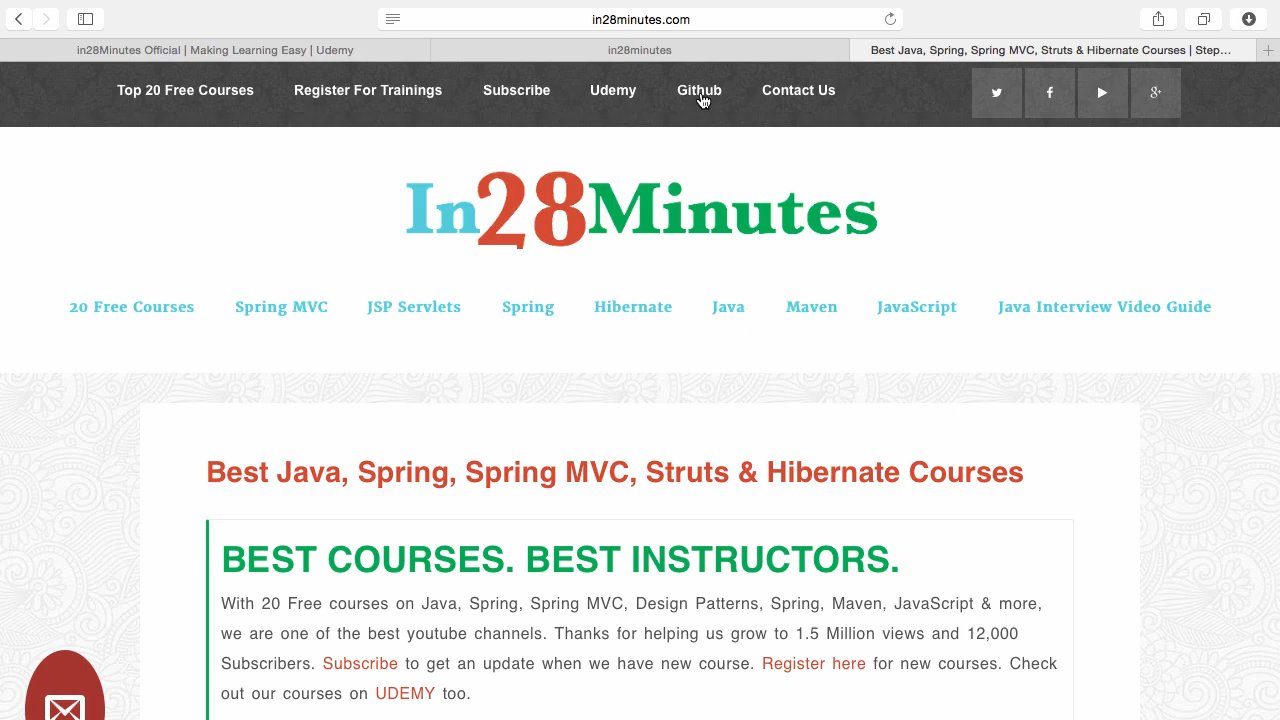 in28minutes.com
in28Minutes Official | Making Learning Easy | Udemy
in28minutes
Best Java, Spring, Spring MVC, Struts & Hibernate Courses | Step...
Top 20 Free Courses
Register For Trainings
Subscribe
Udemy
Github
Contact Us
In28Minutes
20 Free Courses
Spring MVC
JSP Servlets
Spring
Hibernate
Java
Maven
JavaScript
Java Interview Video Guide
Best Java, Spring, Spring MVC, Struts & Hibernate Courses
BEST COURSES. BEST INSTRUCTORS.
With 20 Free courses on Java, Spring, Spring MVC, Design Patterns, Spring, Maven, JavaScript & more,
we are one of the best youtube channels. Thanks for helping us grow to 1.5 Million views and 12,000
Subscribers. Subscribe to get an update when we have new course. Register here for new courses. Check
out our courses on UDEMY too.